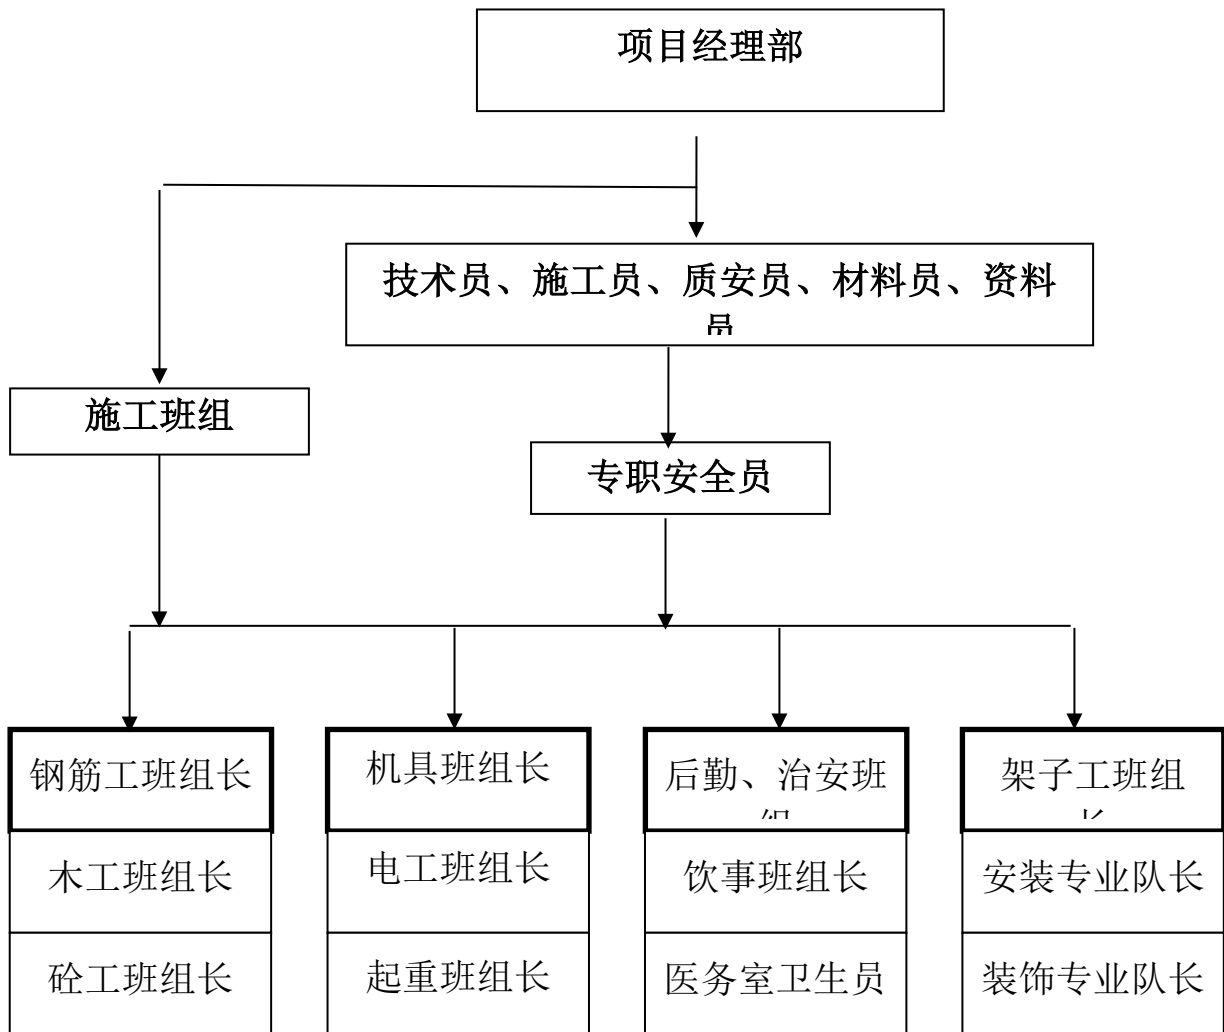 项目经理部
技术员、施工员、质安员、材料员、资料
员
施工班组
专职安全员
钢筋工班组长
机具班组长
后勤、治安班
组
架子工班组
长
木工班组长
电工班组长
饮事班组长
安装专业队长
砼工班组长
起重班组长
医务室卫生员
装饰专业队长